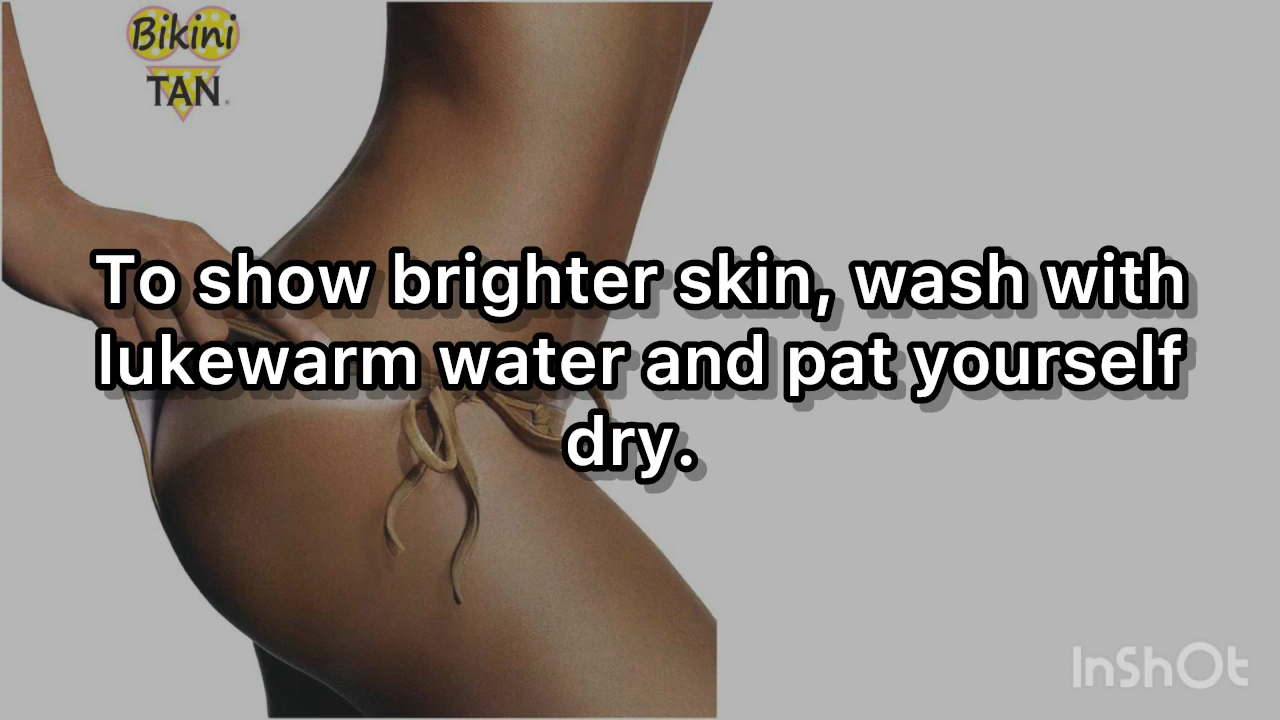 Bikini
TAN
To show brighter skin, wash with
lukewarm water and pat yourself
dry.
InShOt